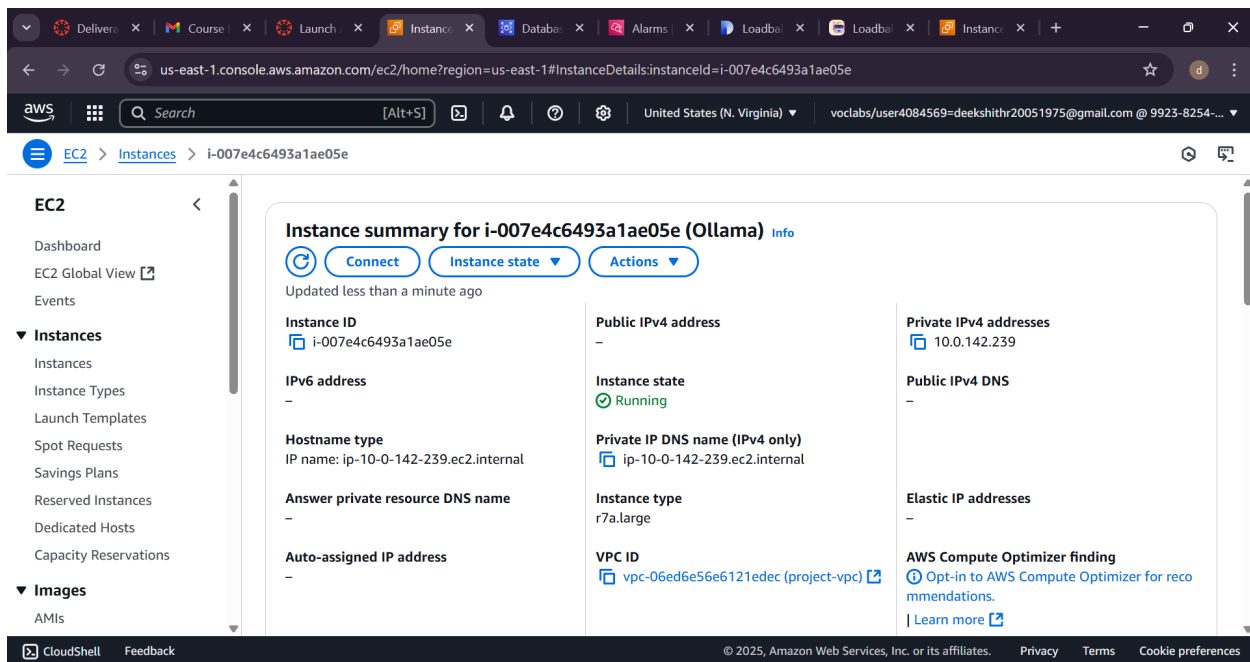 Delivera
Course
Launch
Instance
Databas
Alarms
Loadbal
Loadbal
Instance
us-east-1.console.aws.amazon.com/ec2/home?region=us-east-1#InstanceDetails:instanceId=i-007e4c6493a1ae05e
d
aws
Search
[Alt+S]
United States (N. Virginia)
voclabs/user4084569=deekshithr20051975@gmail.com @ 9923-8254-...
EC2
Instances
i-007e4c6493a1ae05e
EC2
Dashboard
EC2 Global View
Events
Instances
Instances
Instance Types
Launch Templates
Spot Requests
Savings Plans
Reserved Instances
Dedicated Hosts
Capacity Reservations
Images
AMIs
Instance summary for i-007e4c6493a1ae05e (Ollama) Info
Connect
Instance state
Actions
Updated less than a minute ago
Instance ID
i-007e4c6493a1ae05e
Public IPv4 address
–
Private IPv4 addresses
10.0.142.239
IPv6 address
–
Instance state
Running
Public IPv4 DNS
–
Hostname type
IP name: ip-10-0-142-239.ec2.internal
Private IP DNS name (IPv4 only)
ip-10-0-142-239.ec2.internal
Answer private resource DNS name
–
Instance type
r7a.large
Elastic IP addresses
–
Auto-assigned IP address
–
VPC ID
vpc-06ed6e56e6121edec (project-vpc)
AWS Compute Optimizer finding
Opt-in to AWS Compute Optimizer for reco
mmendations.
| Learn more
CloudShell
Feedback
© 2025, Amazon Web Services, Inc. or its affiliates.
Privacy
Terms
Cookie preferences